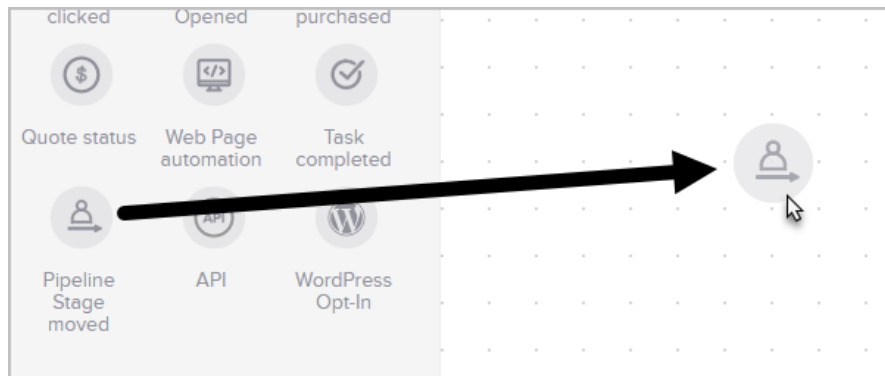 clicked
Opened
purchased
Quote status
Web Page
automation
Task
completed
API
Pipeline
Stage
moved
API
WordPress
Opt-In